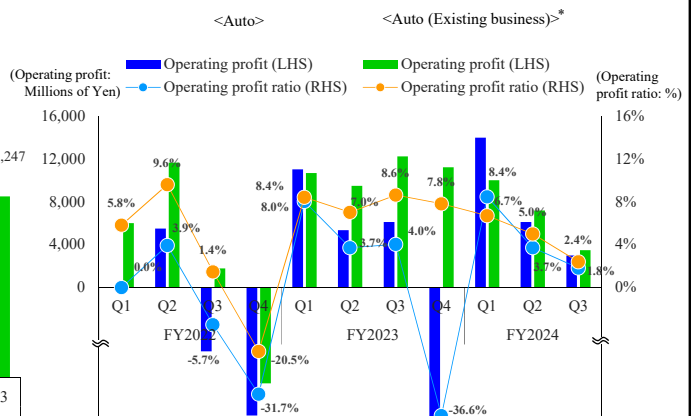 <Auto>
<Auto (Existing business)>*
(Operating profit:
Millions of Yen)
Operating profit (LHS)
Operating profit (LHS)
Operating profit ratio (RHS)
Operating profit ratio (RHS)
(Operating
profit ratio: %)
16,000
12,000
8,000
4,000
0
16%
12%
8%
4%
0%
,247
3
5.8%
0.0%
9.6%
3.9%
1.4%
-5.7%
-20.5%
-31.7%
8.4%
8.0%
7.0%
3.7%
8.6%
4.0%
7.8%
-36.6%
8.4%
6.7%
5.0%
3.7%
2.4%
1.8%
Q1 Q2 Q3 Q4 Q1 Q2 Q3 Q4 Q1 Q2 Q3
FY2022 FY2023 FY2024